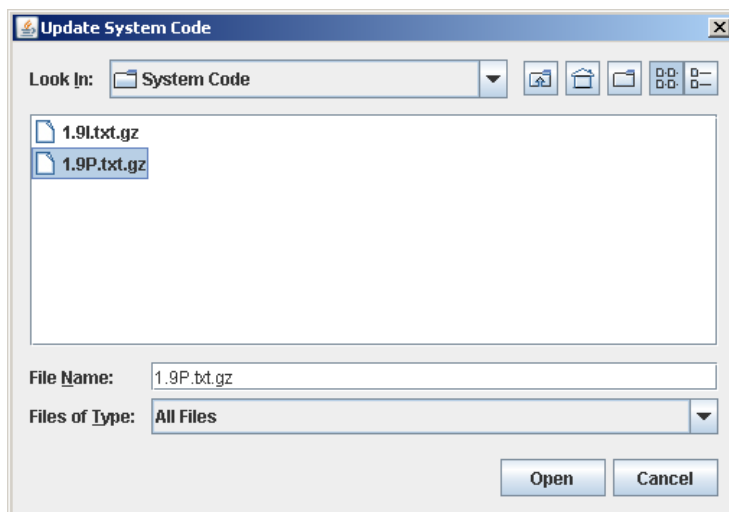 Update System Code
Look In: System Code
1.9I.txt.gz
1.9P.txt.gz
File Name: 1.9P.txt.gz
Files of Type: All Files
Open Cancel